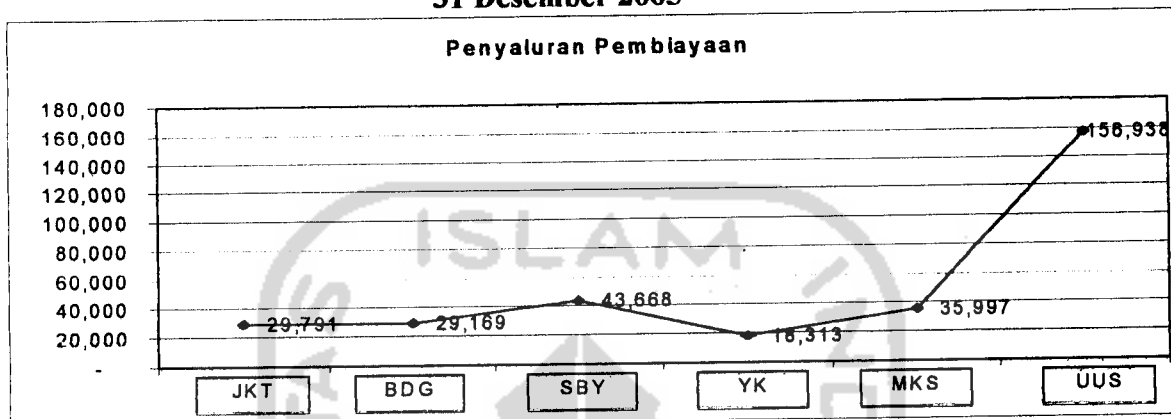 31 Desember
Penyaluran Pembiayaan
180,000
160,000
140,000
120,000
100,000
80,000
60,000
40,000
20,000
-
29,791
29,169
43,668
18,313
35,997
156,938
JKT
BDG
SBY
YK
MKS
UUS
ISLAM